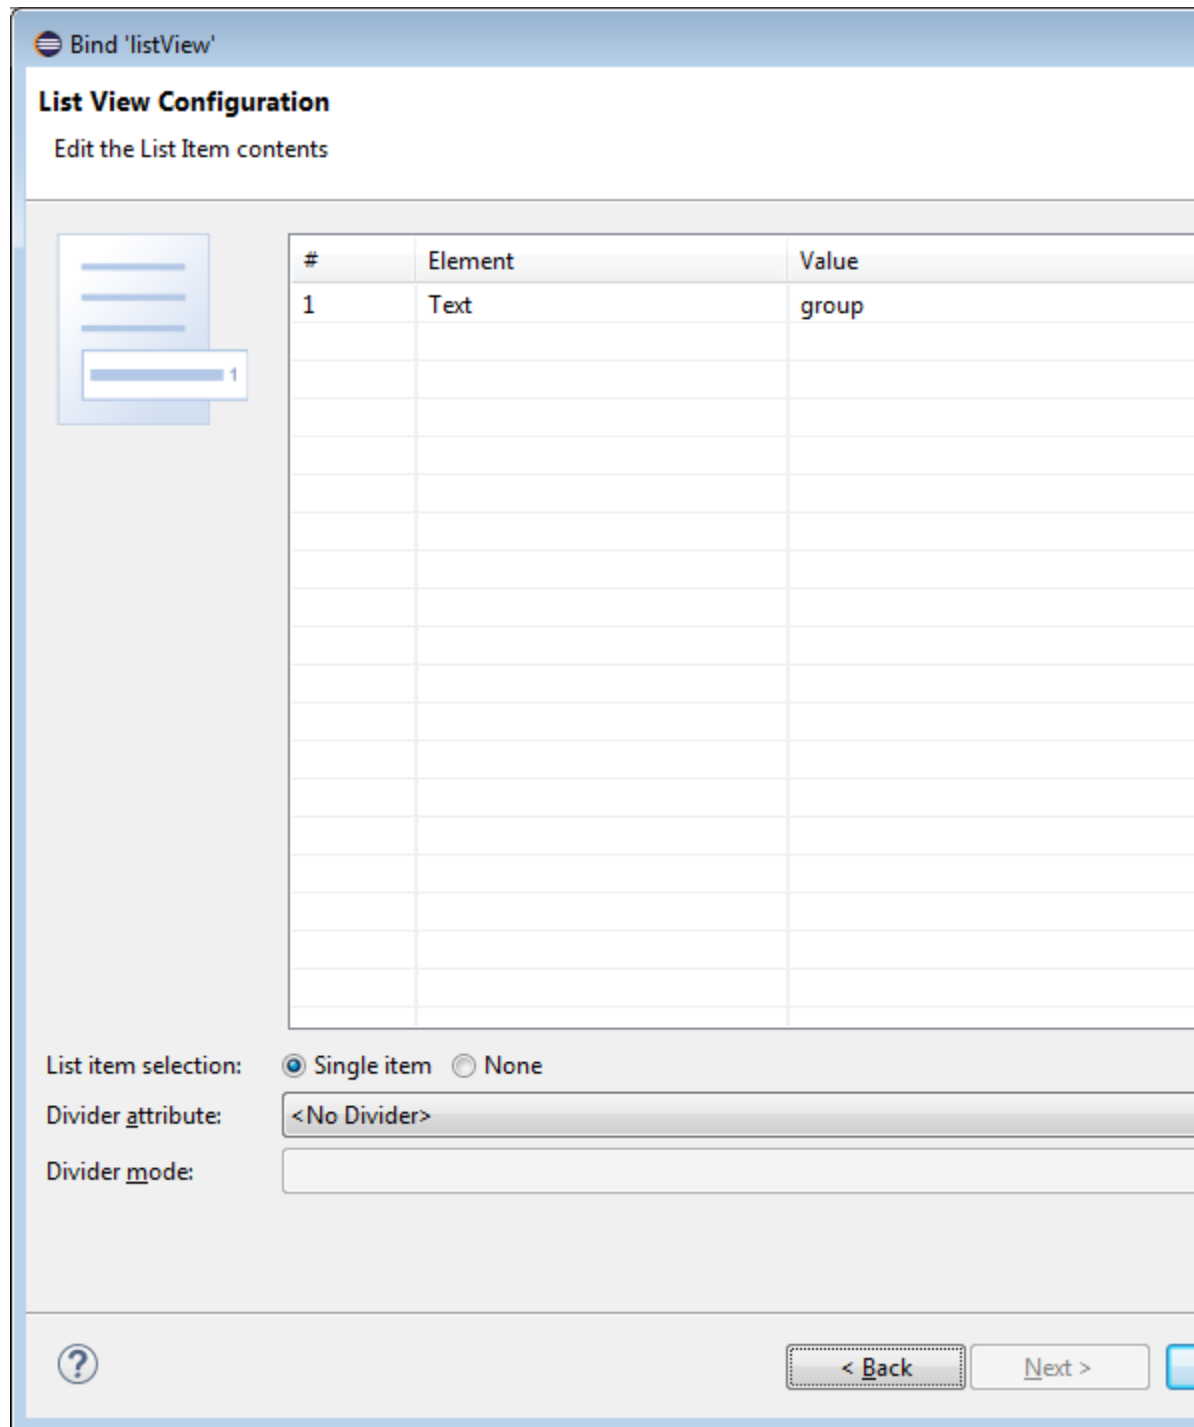 Bind 'listView'
List View Configuration
Edit the List Item contents
# Element Value
1 Text group
1
List item selection: Single item None
Divider attribute: <No Divider>
Divider mode:
? < Back Next >